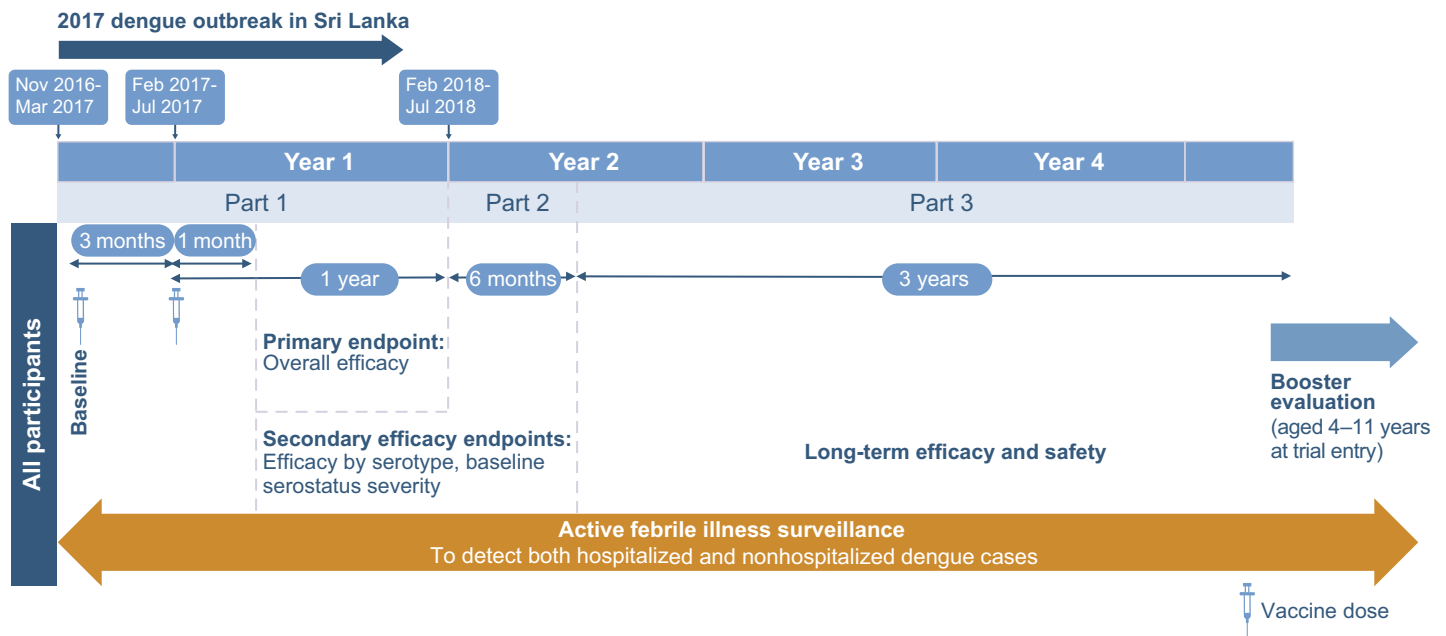 2017 dengue outbreak in Sri Lanka
Nov 2016-
Mar 2017
Feb 2017-
Jul 2017
Feb 2018-
Jul 2018
Year 1
Year 2
Year 3
Year 4
Part 1
Part 2
Part 3
All participants
3 months
1 month
1 year
6 months
3 years
Baseline
Primary endpoint:
Overall efficacy
Secondary efficacy endpoints:
Efficacy by serotype, baseline
serostatus severity
Long-term efficacy and safety
Booster
evaluation
(aged 4–11 years
at trial entry)
Active febrile illness surveillance
To detect both hospitalized and nonhospitalized dengue cases
Vaccine dose